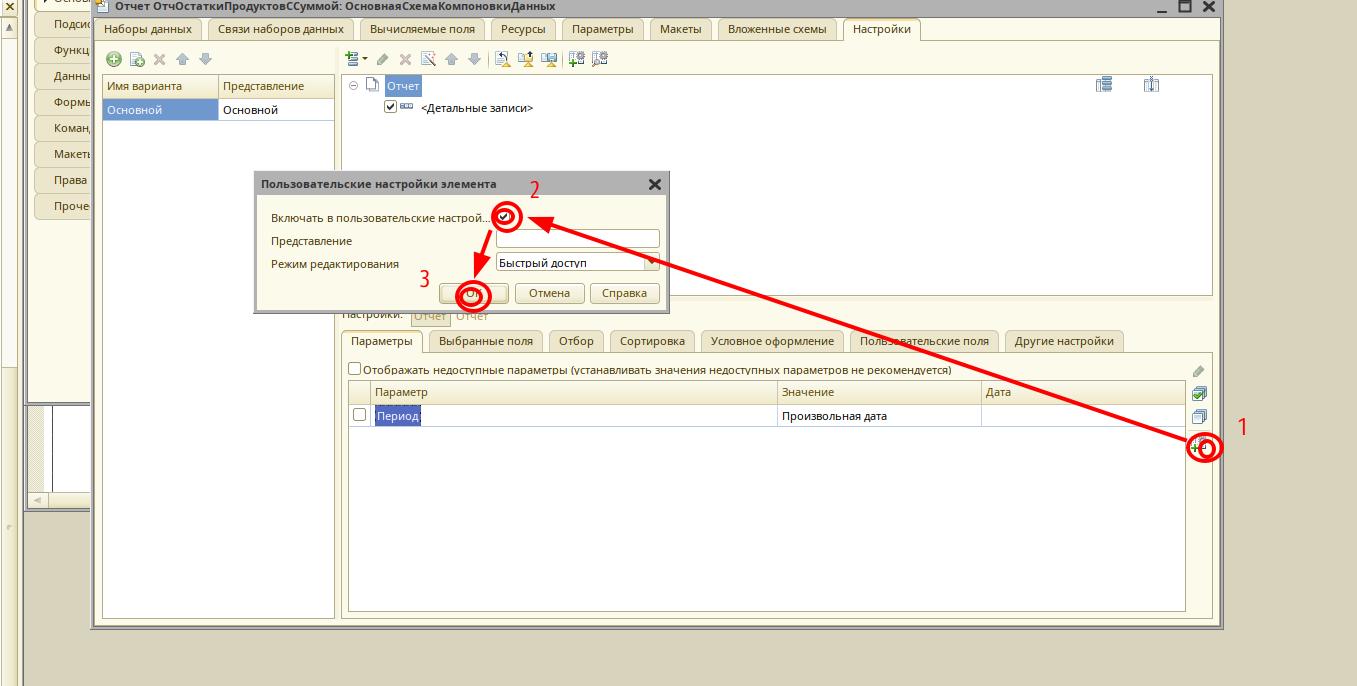 Отчет ОтчОстаткиПродуктовССуммой: ОсновнаяСхемаКомпоновкиДанных
Подси
Функц
Данны
Формы
Коман
Макеты
Права
Проче
Наборы данных
Связи наборов данных
Вычисляемые поля
Ресурсы
Параметры
Макеты
Вложенные схемы
Настройки
Имя варианта
Представление
Основной
Основной
Отчет
<Детальные записи>
Пользовательские настройки элемента
2
Включать в пользовательские настрой...
Представление
Режим редактирования
Быстрый доступ
3
ОК
Отмена
Справка
Настройки:
Отчет
Отчет
Параметры
Выбранные поля
Отбор
Сортировка
Условное оформление
Пользовательские поля
Другие настройки
Отображать недоступные параметры (устанавливать значения недоступных параметров не рекомендуется)
Параметр
Значение
Дата
Период
Произвольная дата
1